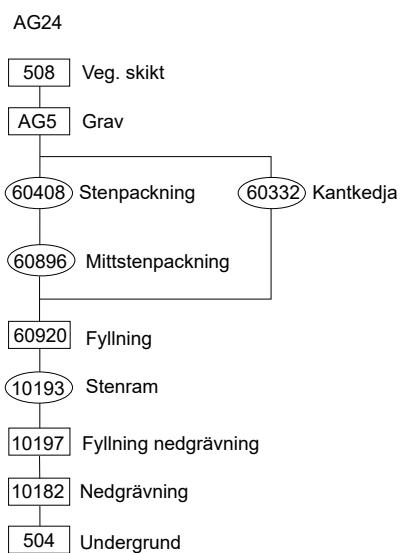 AG24
508 Veg. skikt
AG5 Grav
60408 Stenpackning 60332 Kantkedja
60896 Mittstenpackning
60920 Fyllning
10193 Stenram
10197 Fyllning nedgrävning
10182 Nedgrävning
504 Undergrund